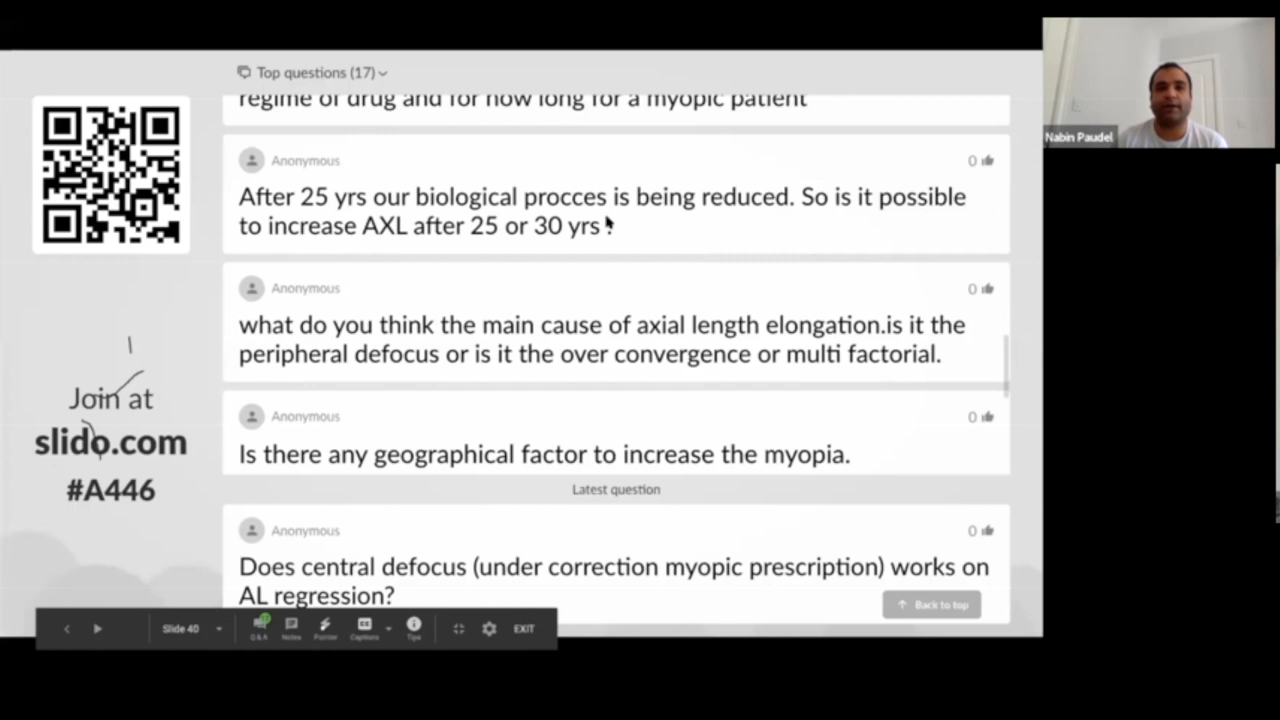 Top questions (17)
regime of drug and for how long for a myopic patient
Anonymous
0
After 25 yrs our biological procces is being reduced. So is it possible
to increase AXL after 25 or 30 yrs?
Anonymous
0
what do you think the main cause of axial length elongation.is it the
peripheral defocus or is it the over convergence or multi factorial.
Anonymous
0
Is there any geographical factor to increase the myopia.
Latest question
Anonymous
0
Does central defocus (under correction myopic prescription) works on
AL regression?
Back to top
Join at
slido.com
#A446
Slide 40
Q&A
Notes
Pointer
Captions
Tips
EXIT
Nabin Paudel